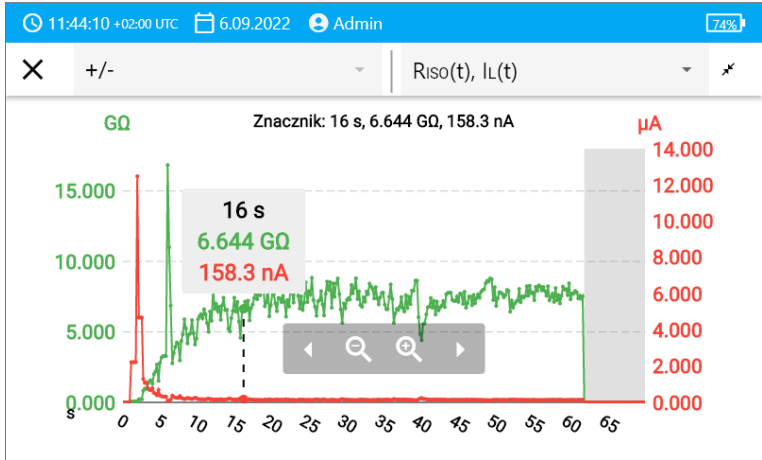 11:44:10 +02:00 UTC 6.09.2022 Admin 74%
+/- RISO(t), IL(t)
GΩ Znacznik: 16 s, 6.644 GΩ, 158.3 nA µA
14.000
15.000 12.000
16 s
10.000
6.644 GΩ
10.000 8.000
158.3 nA
6.000
5.000 4.000
2.000
0.000 0.000
s 0 5 10 15 20 25 30 35 40 45 50 55 60 65